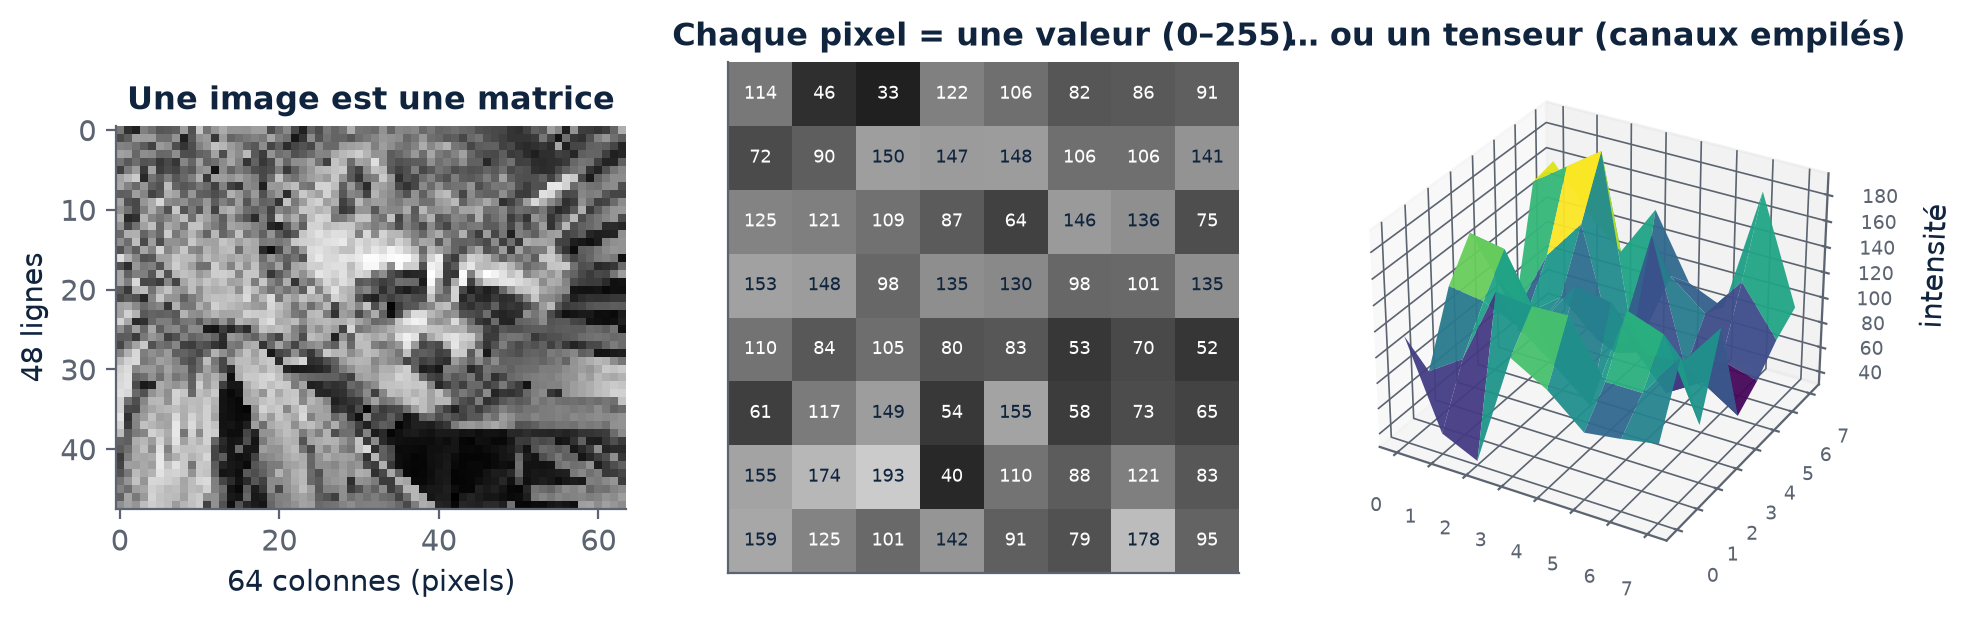 Une image est une matrice
0
10
20
30
40
48 lignes
0 20 40 60
64 colonnes (pixels)
Chaque pixel = une valeur (0–255)
114 46 33 122 106 82 86 91
72 90 150 147 148 106 106 141
125 121 109 87 64 146 136 75
153 148 98 135 130 98 101 135
110 84 105 80 83 53 70 52
61 117 149 54 155 58 73 65
155 174 193 40 110 88 121 83
159 125 101 142 91 79 178 95
… ou un tenseur (canaux empilés)
180
160
140
120
100
80
60
40
intensité
0 1 2 3 4 5 6 7
0 1 2 3 4 5 6 7